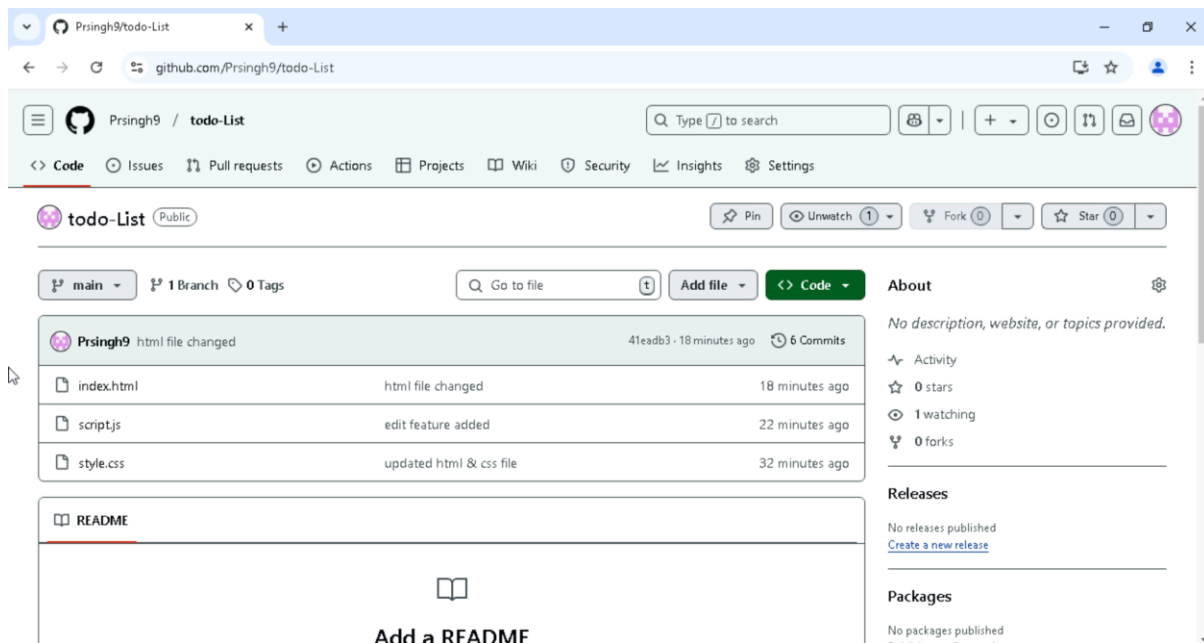 Prsingh9/todo-List
github.com/Prsingh9/todo-List
Prsingh9 / todo-List
Type / to search
Code Issues Pull requests Actions Projects Wiki Security Insights Settings
todo-List Public
Pin Unwatch 1 Fork 0 Star 0
main 1 Branch 0 Tags
Go to file t Add file Code
Prsingh9 html file changed 41eadb3 · 18 minutes ago 6 Commits
index.html html file changed 18 minutes ago
script.js edit feature added 22 minutes ago
style.css updated html & css file 32 minutes ago
README
Add a README
About
No description, website, or topics provided.
Activity
0 stars
1 watching
0 forks
Releases
No releases published
Create a new release
Packages
No packages published